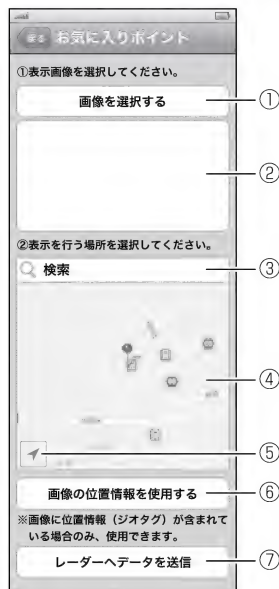 戻る お気に入りポイント
①表示画像を選択してください。
画像を選択する
①
②
②表示を行う場所を選択してください。
検索
③
④
⑤
画像の位置情報を使用する
⑥
※画像に位置情報（ジオタグ）が含まれて
いる場合のみ、使用できます。
レーダーへデータを送信
⑦